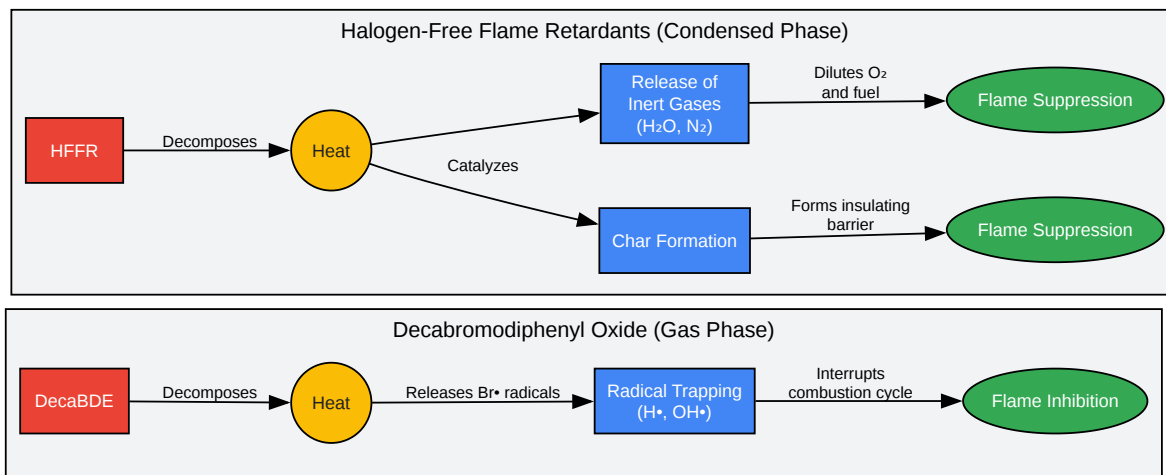 Halogen-Free Flame Retardants (Condensed Phase)
HFFR
Decomposes
Heat
Release of
Inert Gases
(H₂O, N₂)
Dilutes O₂
and fuel
Flame Suppression
Catalyzes
Char Formation
Forms insulating
barrier
Flame Suppression
Decabromodiphenyl Oxide (Gas Phase)
DecaBDE
Decomposes
Heat
Releases Br• radicals
Radical Trapping
(H•, OH•)
Interrupts
combustion cycle
Flame Inhibition